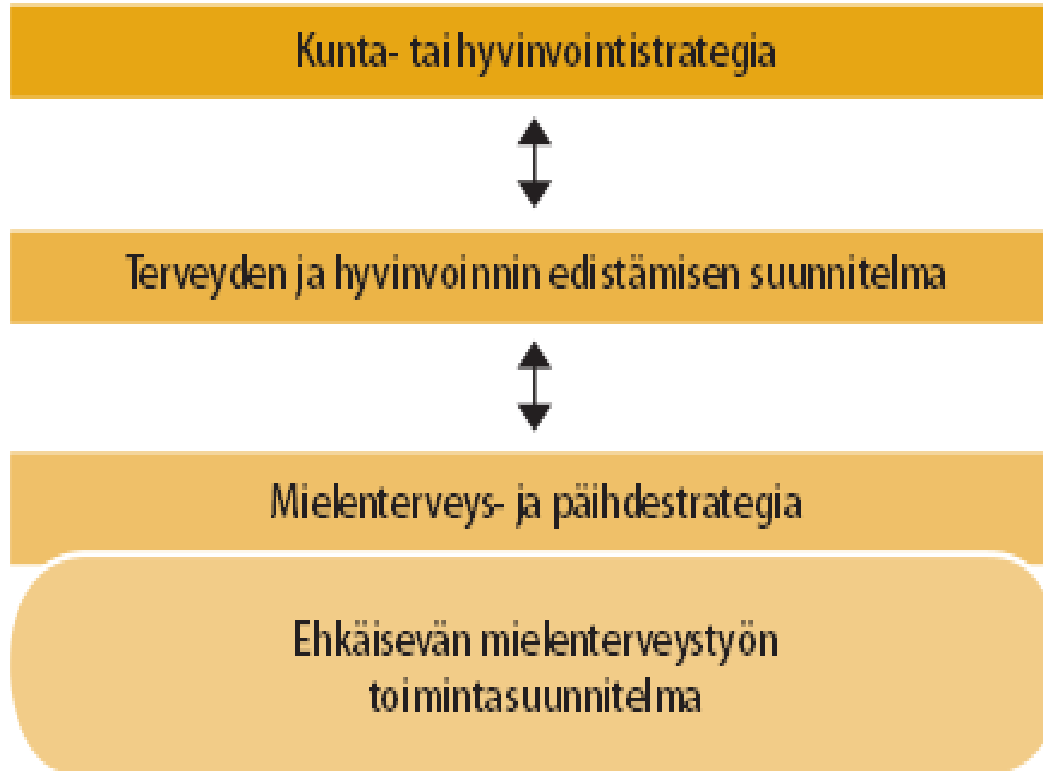 Kunta- tai hyvinvointistrategia
Terveyden ja hyvinvoinnin edistämisen suunnitelma
Mielenterveys- ja päihdestrategia
Ehkäisevän mielenterveystyön
toimintasuunnitelma